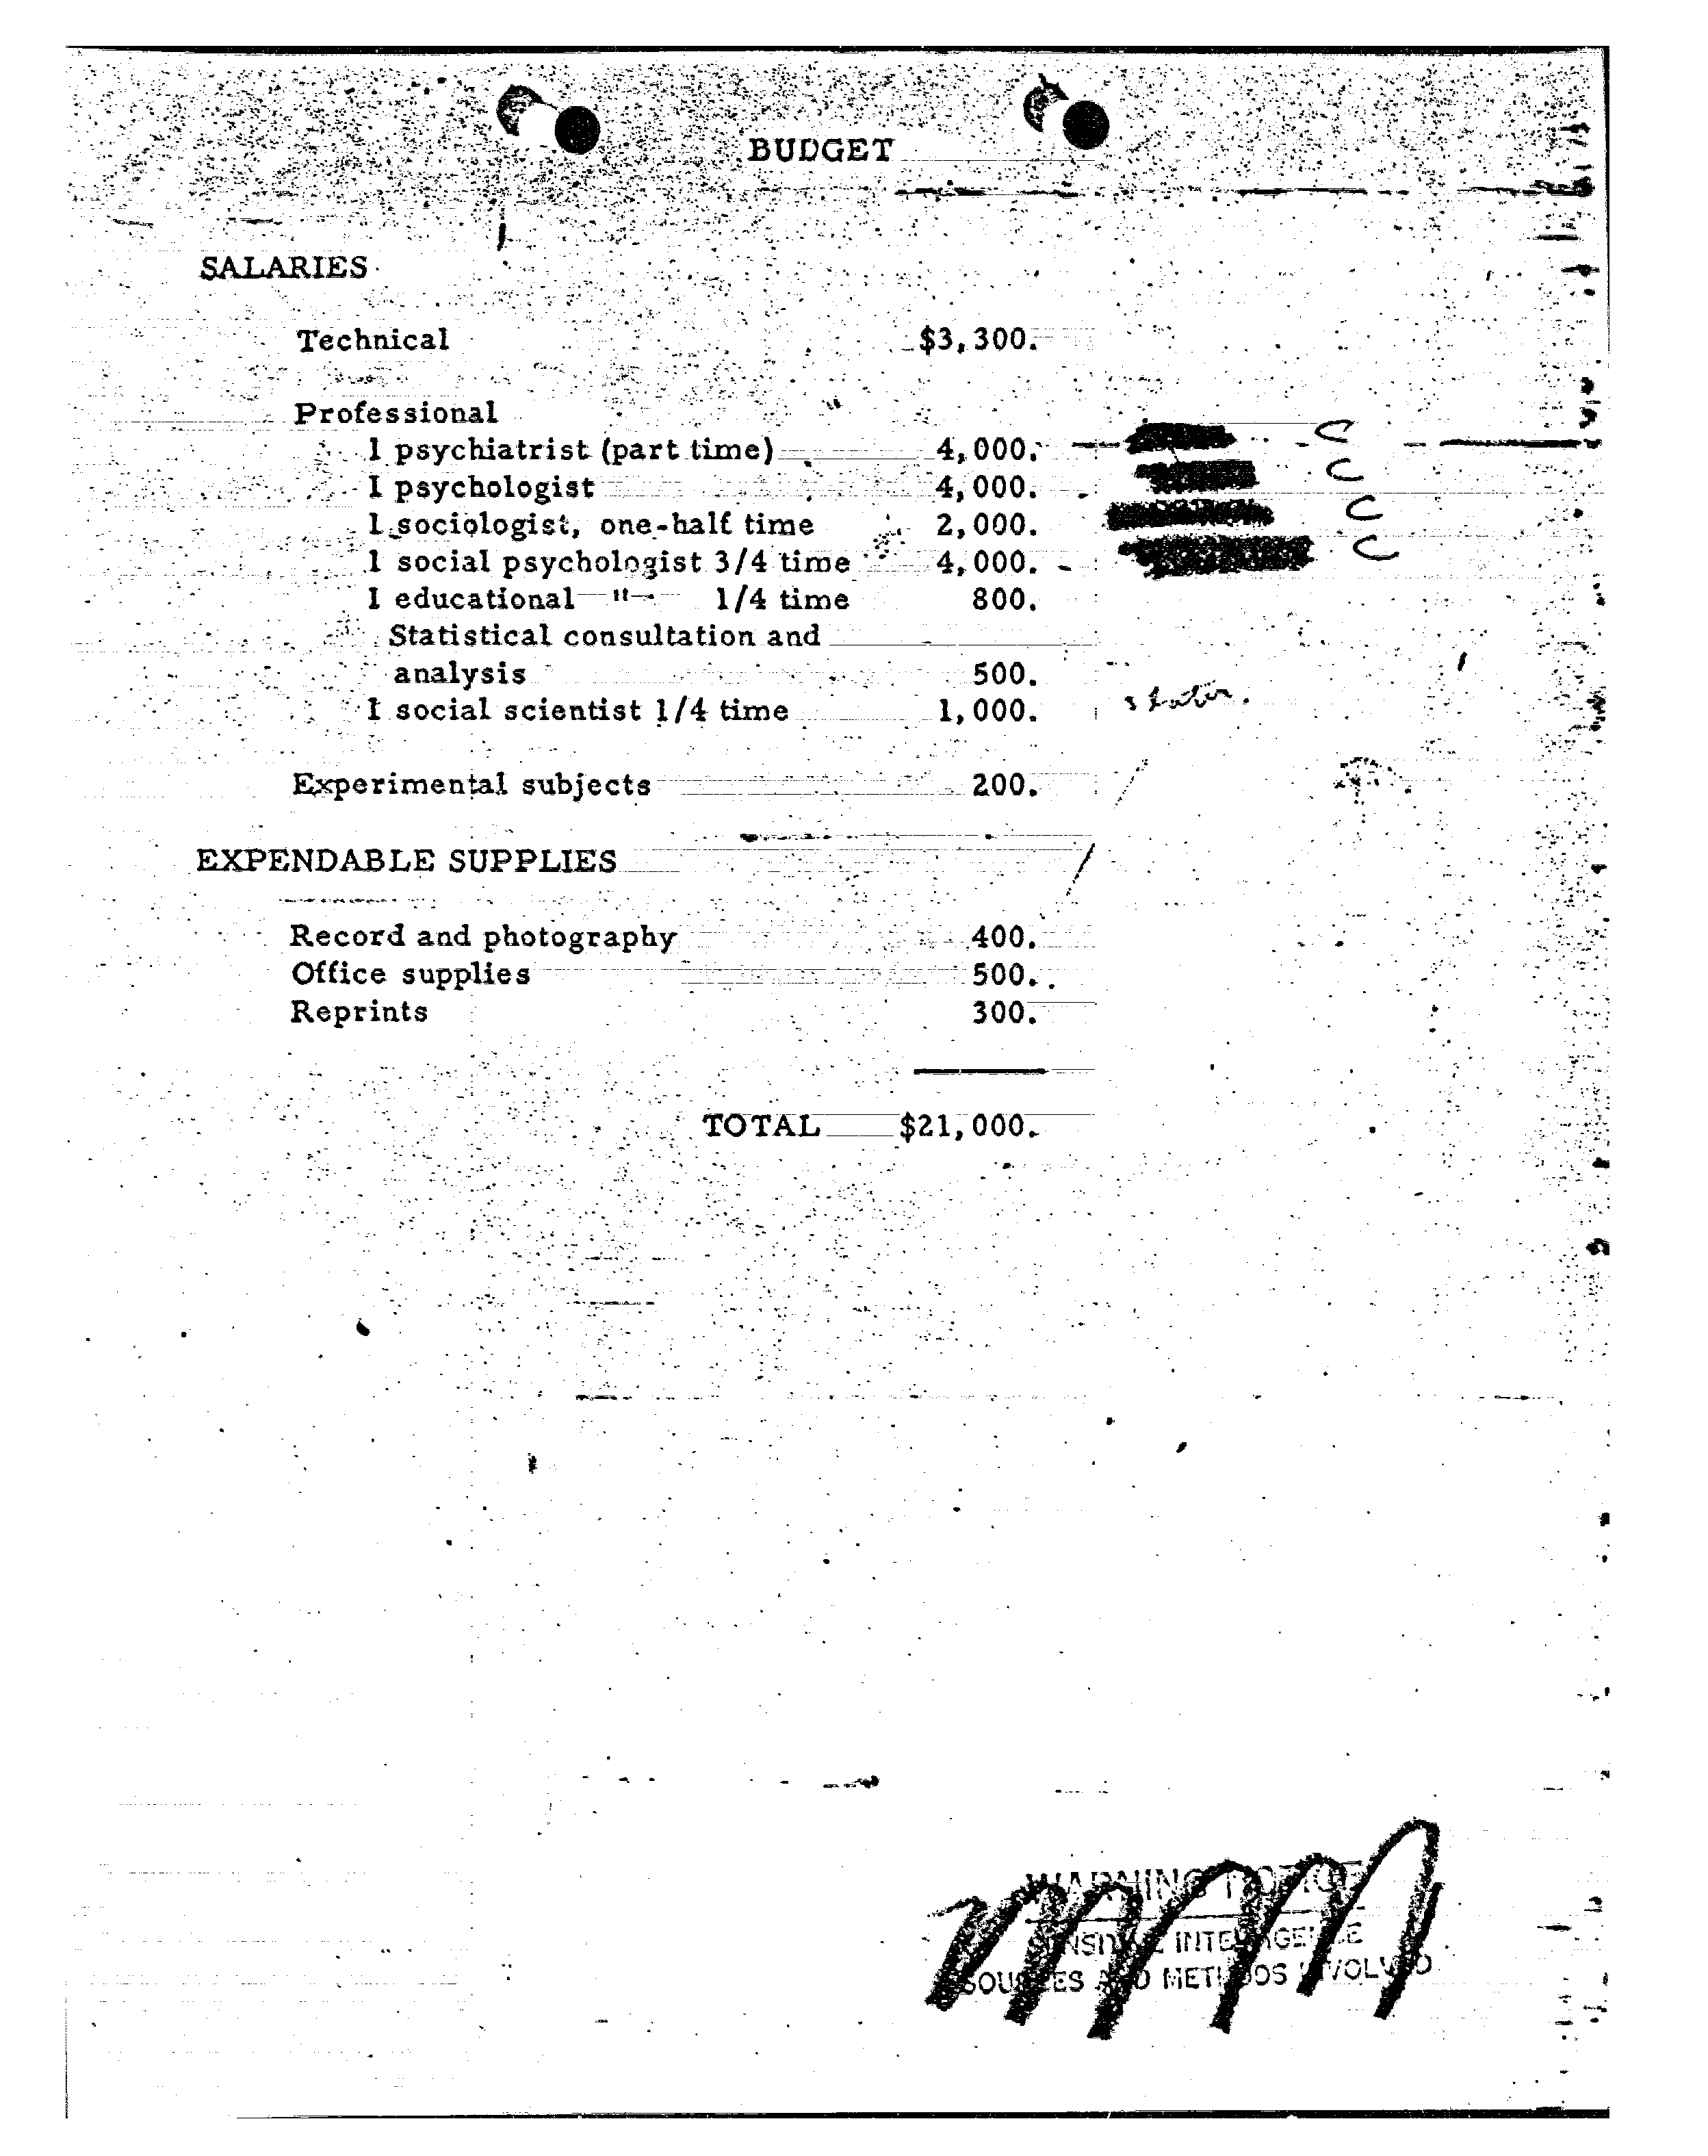 BUDGET
SALARIES
Technical $3,300.
Professional
1 psychiatrist (part time) 4,000. C
1 psychologist 4,000. C
1 sociologist, one-half time 2,000. C
1 social psychologist 3/4 time 4,000. C
1 educational " 1/4 time 800.
Statistical consultation and
analysis 500.
1 social scientist 1/4 time 1,000.
Experimental subjects 200.
EXPENDABLE SUPPLIES
Record and photography 400.
Office supplies 500.
Reprints 300.
TOTAL $21,000.
WARNING NOTICE
SENSITIVE INTELLIGENCE
SOURCES AND METHODS INVOLVED